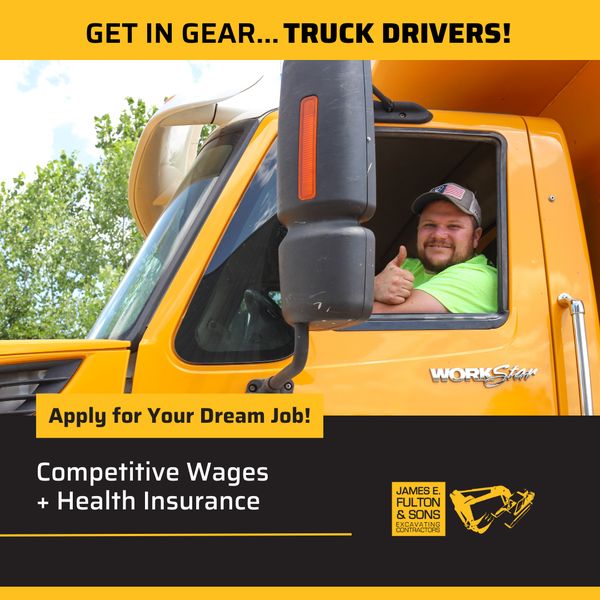 GET IN GEAR... TRUCK DRIVERS!
WORKStar
Apply for Your Dream Job!
Competitive Wages
+ Health Insurance
JAMES E.
FULTON
& SONS
EXCAVATING
CONTRACTORS